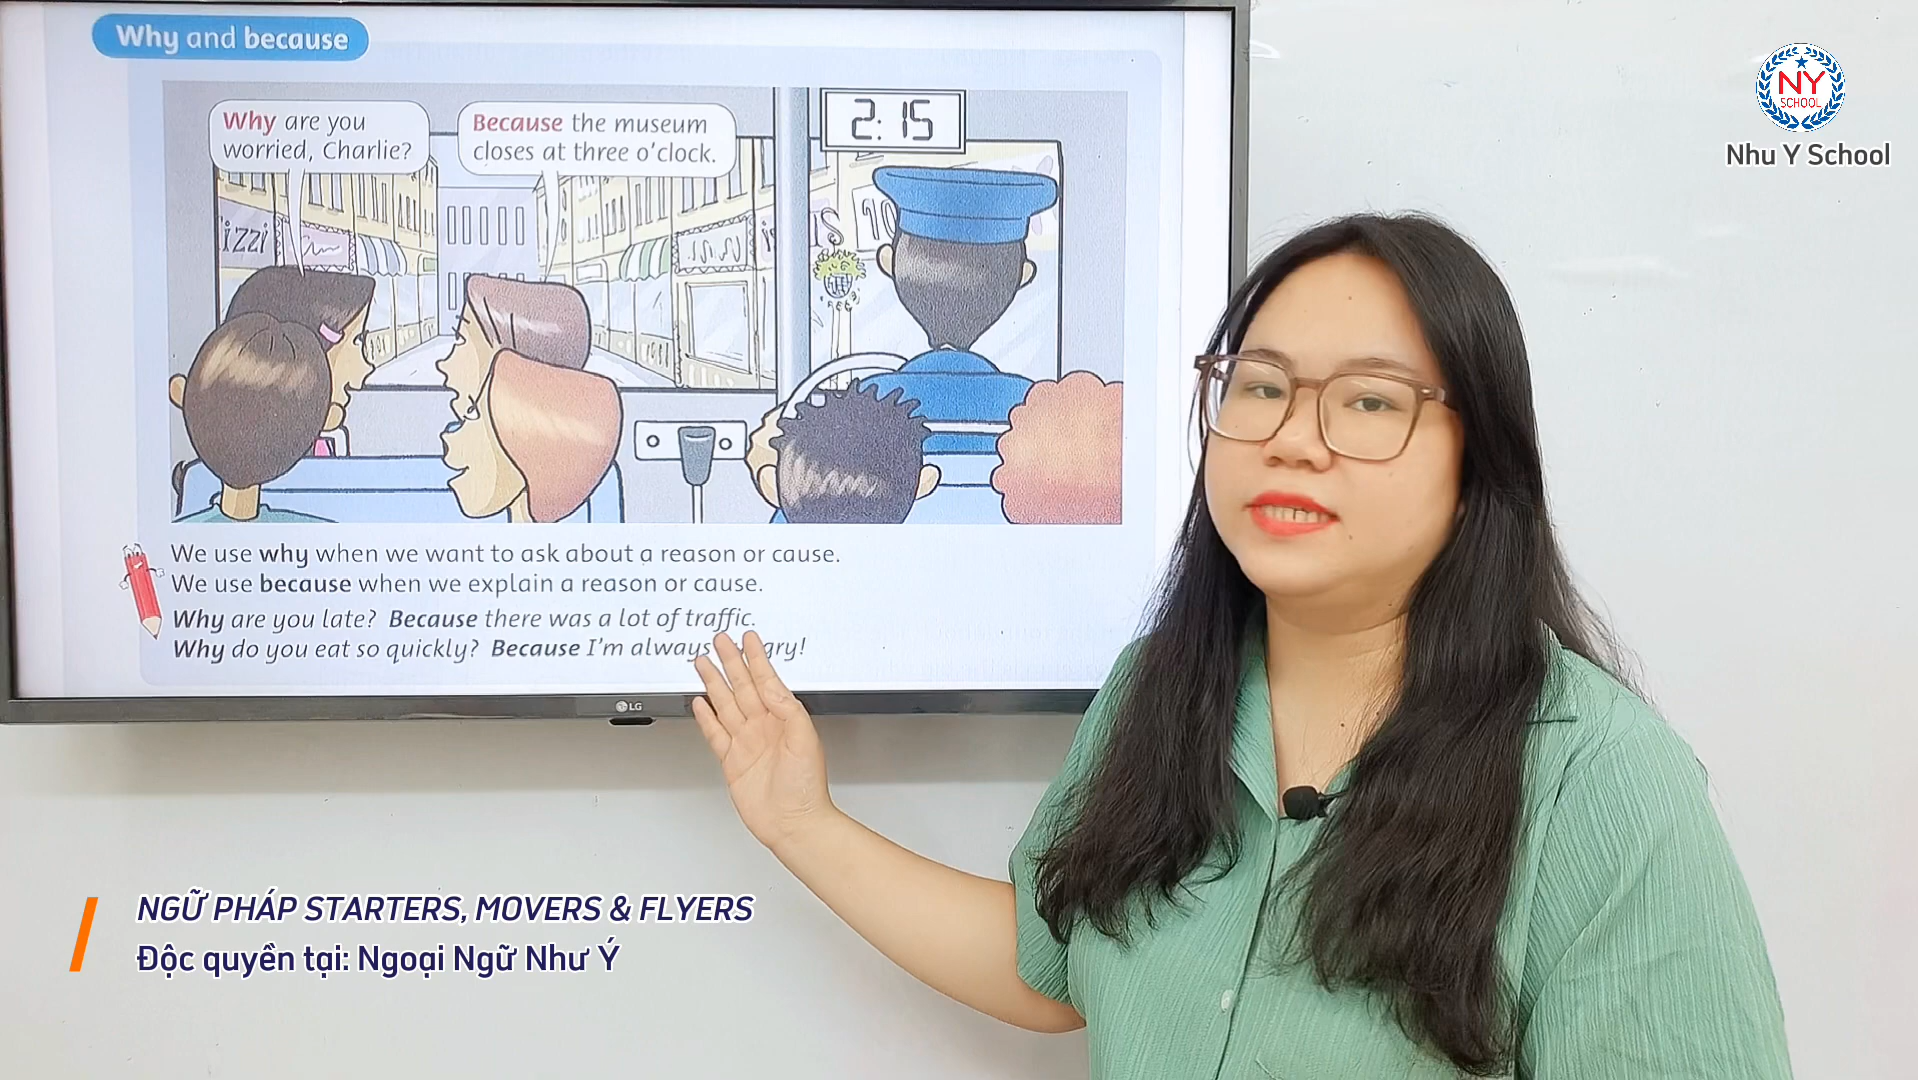 Why and because
Why are you
worried, Charlie?
Because the museum
closes at three o'clock.
2:15
izzi
10
We use why when we want to ask about a reason or cause.
We use because when we explain a reason or cause.
Why are you late? Because there was a lot of traffic.
Why do you eat so quickly? Because I'm always
LG
NY
SCHOOL
Nhu Y School
NGỮ PHÁP STARTERS, MOVERS & FLYERS
Độc quyền tại: Ngoại Ngữ Như Ý